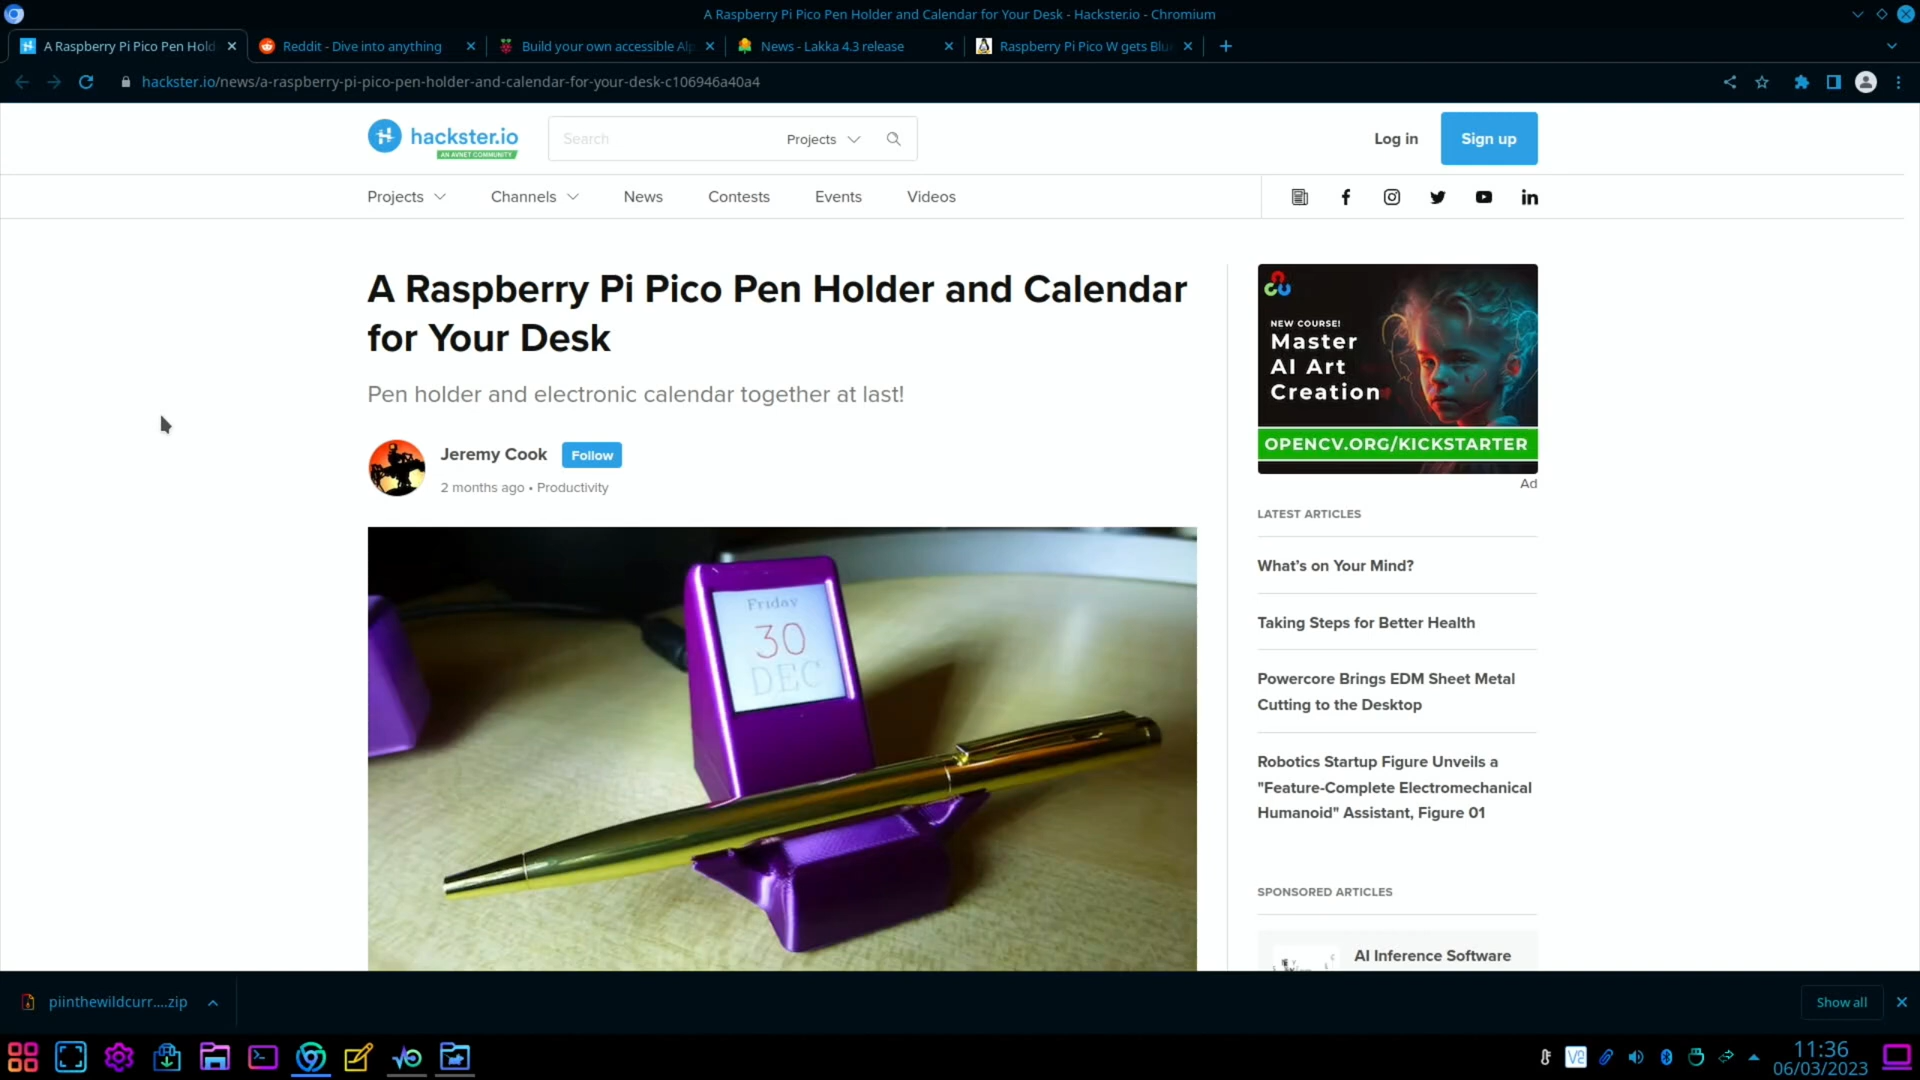 A Raspberry Pi Pico Pen Holder and Calendar for Your Desk - Hackster.io - Chromium
A Raspberry Pi Pico Pen Hold
Reddit - Dive into anything
Build your own accessible Alp
News - Lakka 4.3 release
Raspberry Pi Pico W gets Blu
hackster.io/news/a-raspberry-pi-pico-pen-holder-and-calendar-for-your-desk-c106946a40a4
hackster.io
AN AVNET COMMUNITY
Search
Projects
Log in
Sign up
Projects
Channels
News
Contests
Events
Videos
A Raspberry Pi Pico Pen Holder and Calendar
for Your Desk
Pen holder and electronic calendar together at last!
Jeremy Cook
Follow
2 months ago • Productivity
Friday
30
DEC
NEW COURSE!
Master
AI Art
Creation
OPENCV.ORG/KICKSTARTER
Ad
LATEST ARTICLES
What's on Your Mind?
Taking Steps for Better Health
Powercore Brings EDM Sheet Metal
Cutting to the Desktop
Robotics Startup Figure Unveils a
"Feature-Complete Electromechanical
Humanoid" Assistant, Figure 01
SPONSORED ARTICLES
AI Inference Software
piinthewildcurr....zip
Show all
11:36
06/03/2023